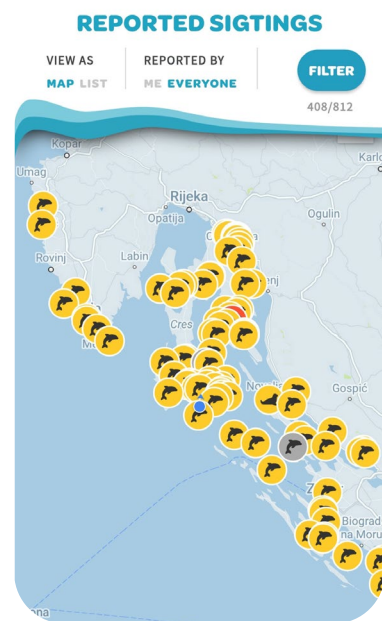 REPORTED SIGTINGS
VIEW AS
REPORTED BY
MAP LIST
ME EVERYONE
FILTER
408/812
Kopar
Umag
Rijeka
Opatija
Ogulin
Rovinj
Labin
Cres
Gospić
Biograd
na Moru